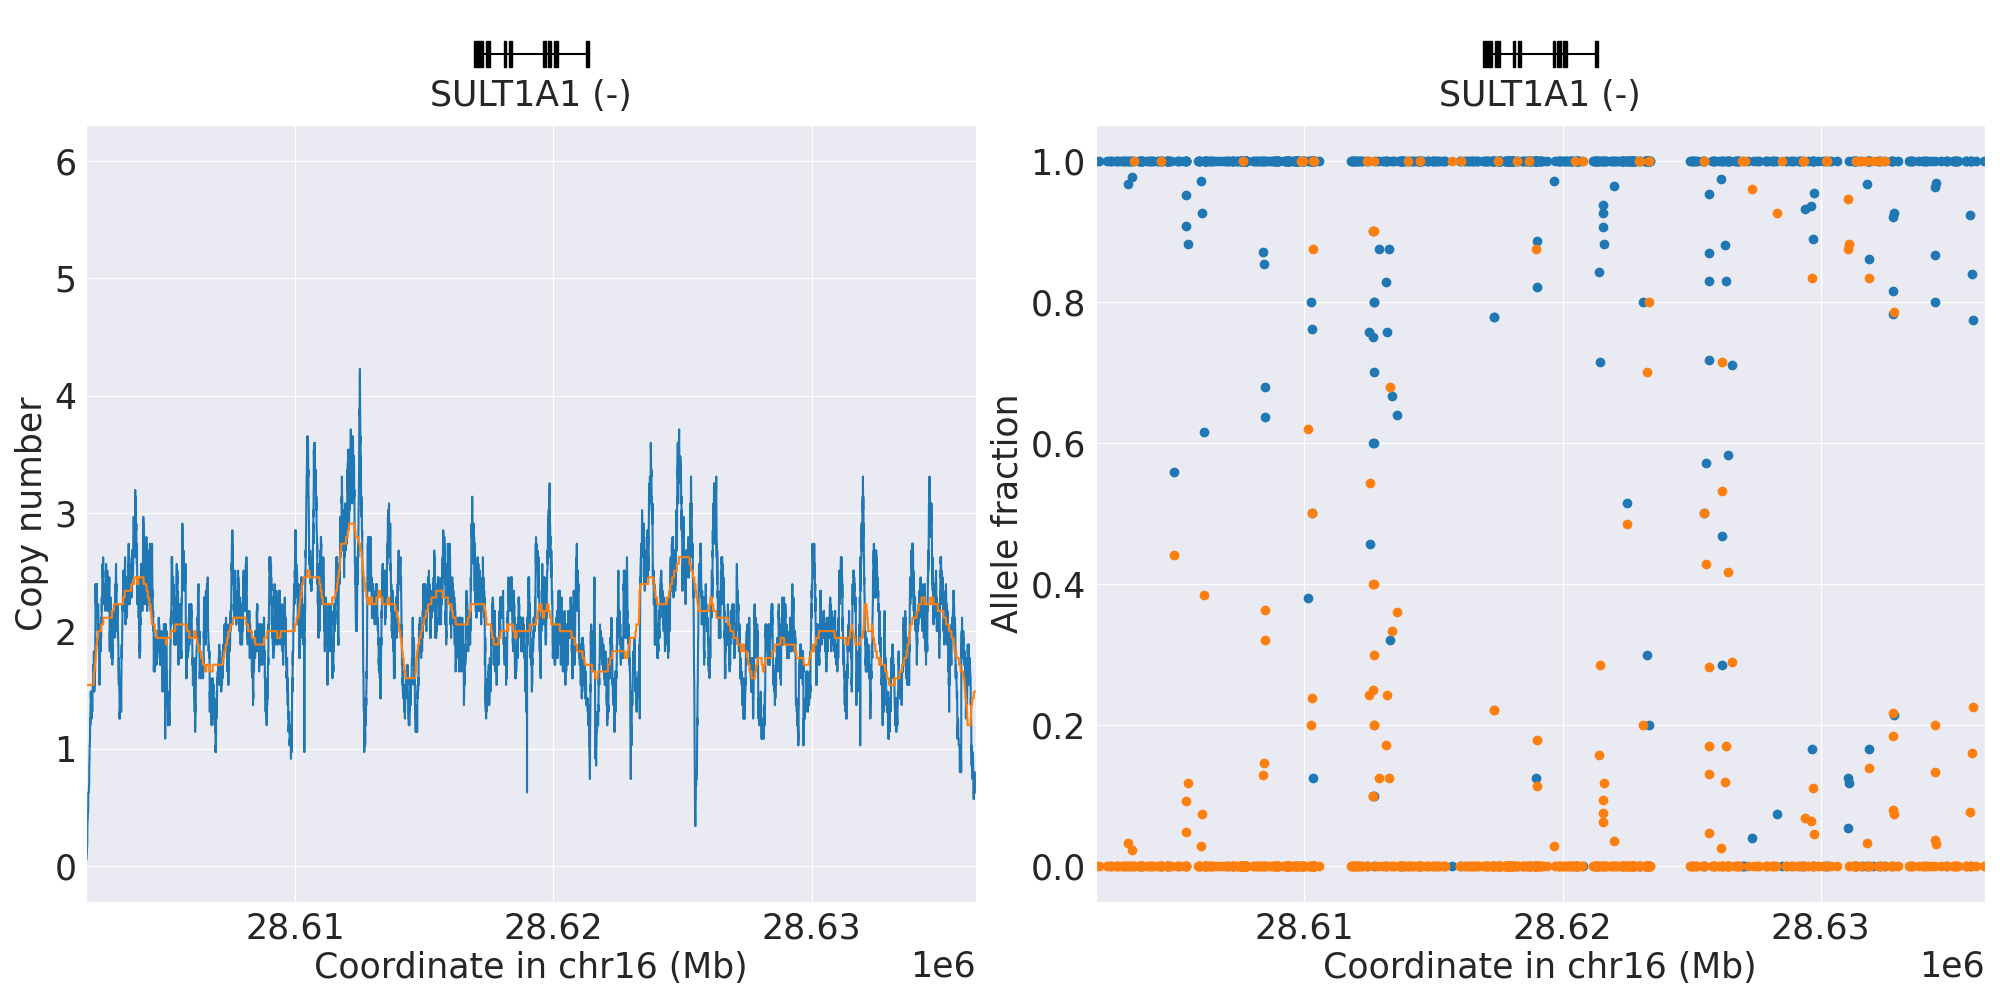 SULT1A1 (-)
6
5
4
3
2
1
0
Copy number
28.61
28.62
28.63
Coordinate in chr16 (Mb)
1e6
SULT1A1 (-)
1.0
0.8
0.6
0.4
0.2
0.0
Allele fraction
28.61
28.62
28.63
Coordinate in chr16 (Mb)
1e6